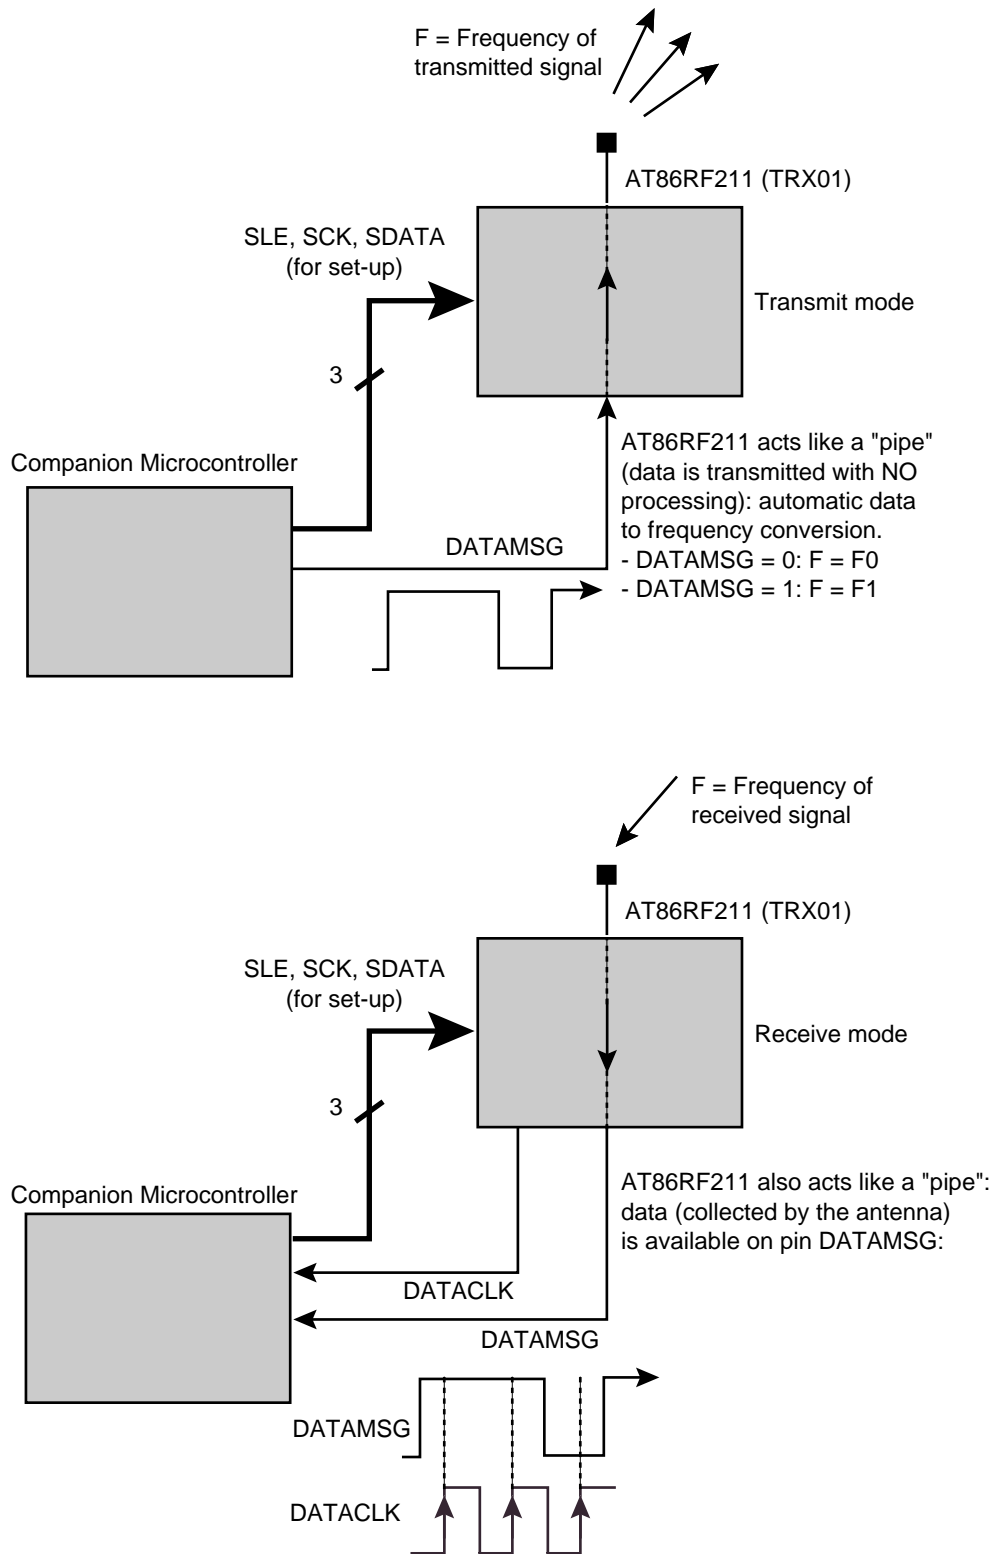 F = Frequency of
transmitted signal
AT86RF211 (TRX01)
SLE, SCK, SDATA
(for set-up)
Transmit mode
3
AT86RF211 acts like a "pipe"
(data is transmitted with NO
processing): automatic data
to frequency conversion.
- DATAMSG = 0: F = F0
- DATAMSG = 1: F = F1
Companion Microcontroller
DATAMSG
F = Frequency of
received signal
AT86RF211 (TRX01)
SLE, SCK, SDATA
(for set-up)
Receive mode
3
AT86RF211 also acts like a "pipe":
data (collected by the antenna)
is available on pin DATAMSG:
Companion Microcontroller
DATACLK
DATAMSG
DATAMSG
DATACLK